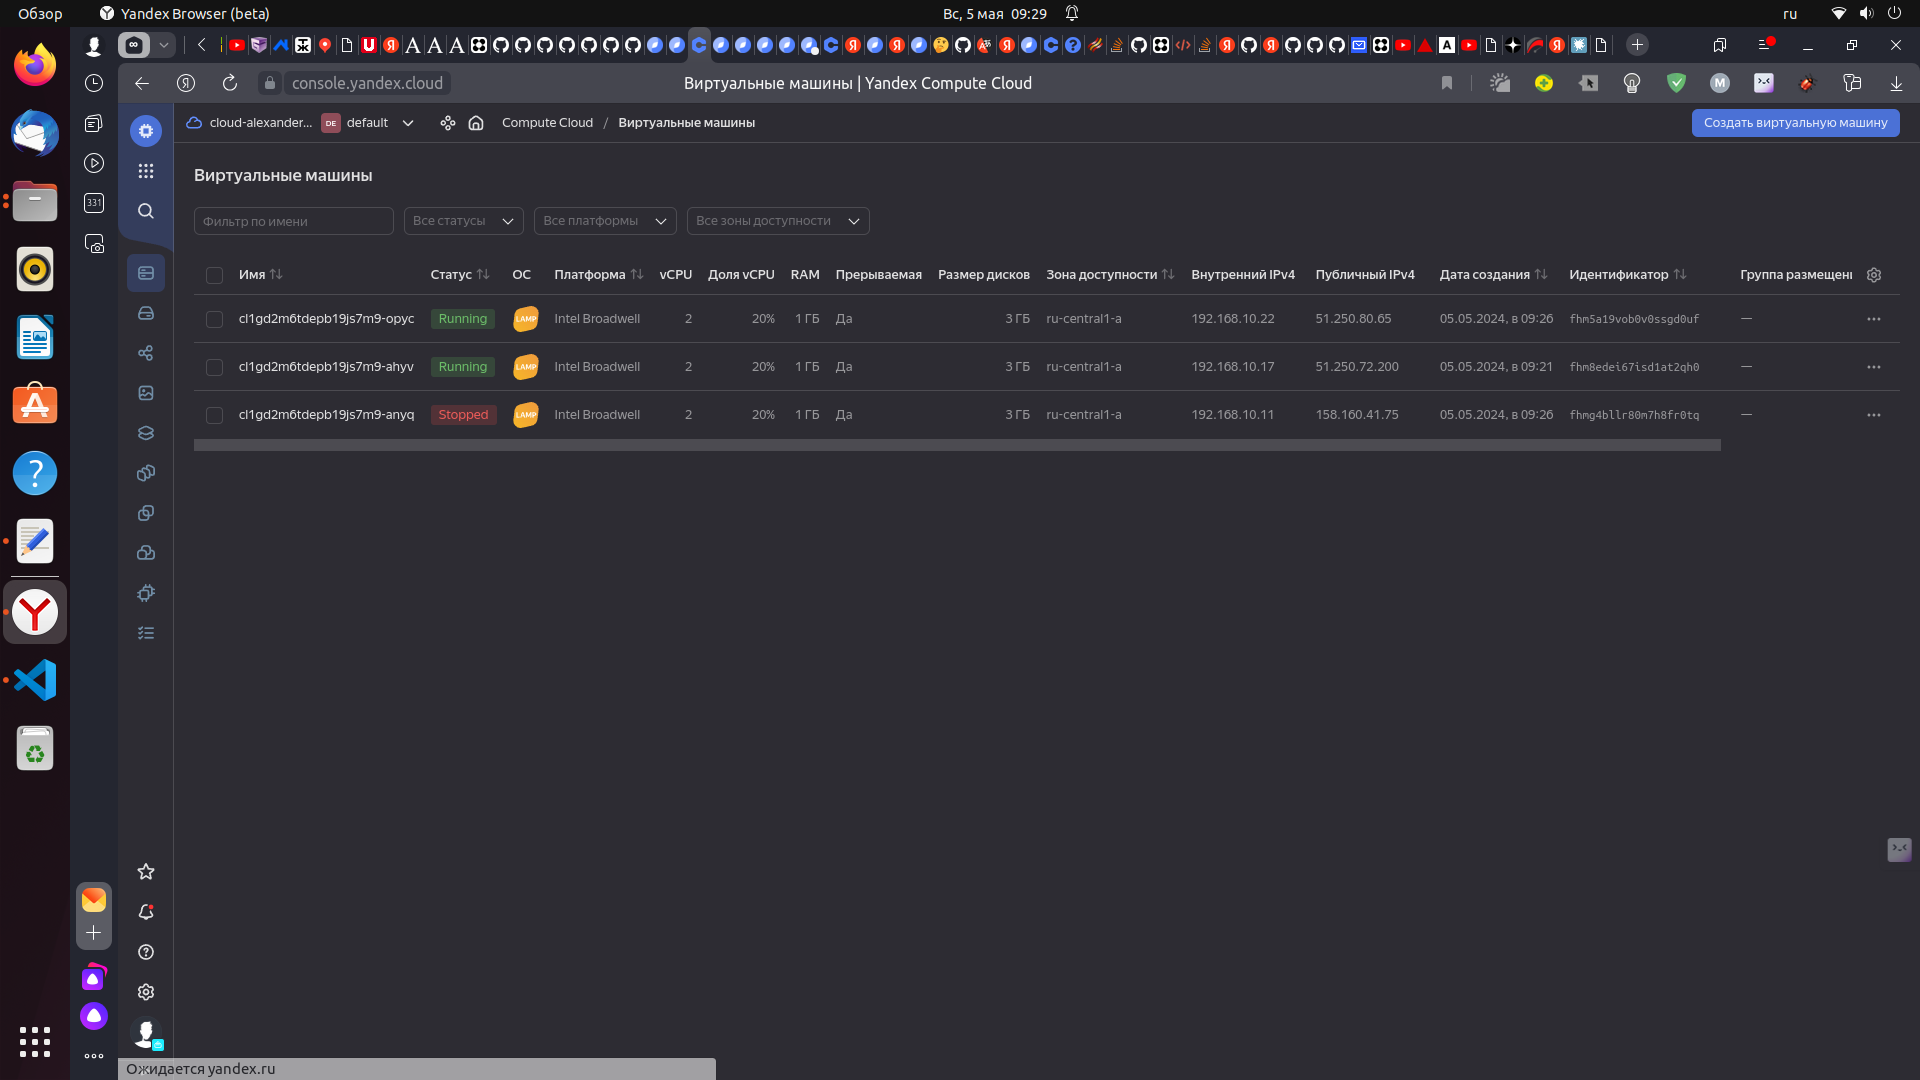 Обзор
Yandex Browser (beta)
Вс, 5 мая 09:29
ru
console.yandex.cloud
Виртуальные машины | Yandex Compute Cloud
331
cloud-alexander...
DE
default
Compute Cloud / Виртуальные машины
Создать виртуальную машину
Виртуальные машины
Фильтр по имени
Все статусы
Все платформы
Все зоны доступности
Имя Статус ОС Платформа vCPU Доля vCPU RAM Прерываемая Размер дисков Зона доступности Внутренний IPv4 Публичный IPv4 Дата создания Идентификатор Группа размещени
cl1gd2m6tdepb19js7m9-opyc Running LAMP Intel Broadwell 2 20% 1 ГБ Да 3 ГБ ru-central1-a 192.168.10.22 51.250.80.65 05.05.2024, в 09:26 fhm5a19vob0v0ssgd0uf —
cl1gd2m6tdepb19js7m9-ahyv Running LAMP Intel Broadwell 2 20% 1 ГБ Да 3 ГБ ru-central1-a 192.168.10.17 51.250.72.200 05.05.2024, в 09:21 fhm8edei67isd1at2qh0 —
cl1gd2m6tdepb19js7m9-anyq Stopped LAMP Intel Broadwell 2 20% 1 ГБ Да 3 ГБ ru-central1-a 192.168.10.11 158.160.41.75 05.05.2024, в 09:26 fhmg4bllr80m7h8fr0tq —
Ожидается yandex.ru